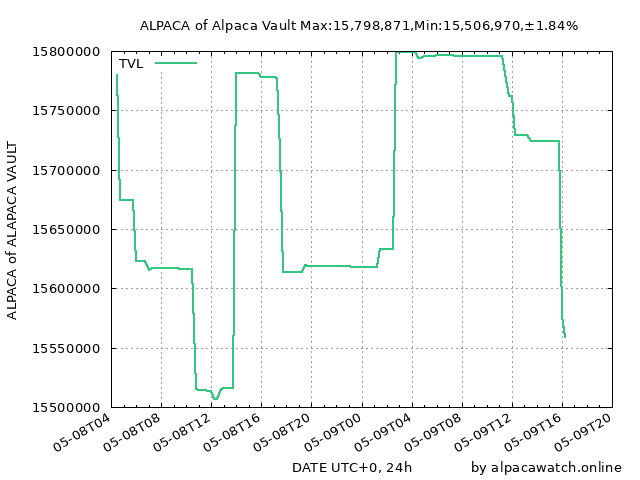 ALPACA of Alpaca Vault Max:15,798,871,Min:15,506,970,±1.84%
TVL
ALPACA of ALAPACA VAULT
15800000
15750000
15700000
15650000
15600000
15550000
15500000
05-08T04
05-08T08
05-08T12
05-08T16
05-08T20
05-09T00
05-09T04
05-09T08
05-09T12
05-09T16
05-09T20
DATE UTC+0, 24h
by alpacawatch.online